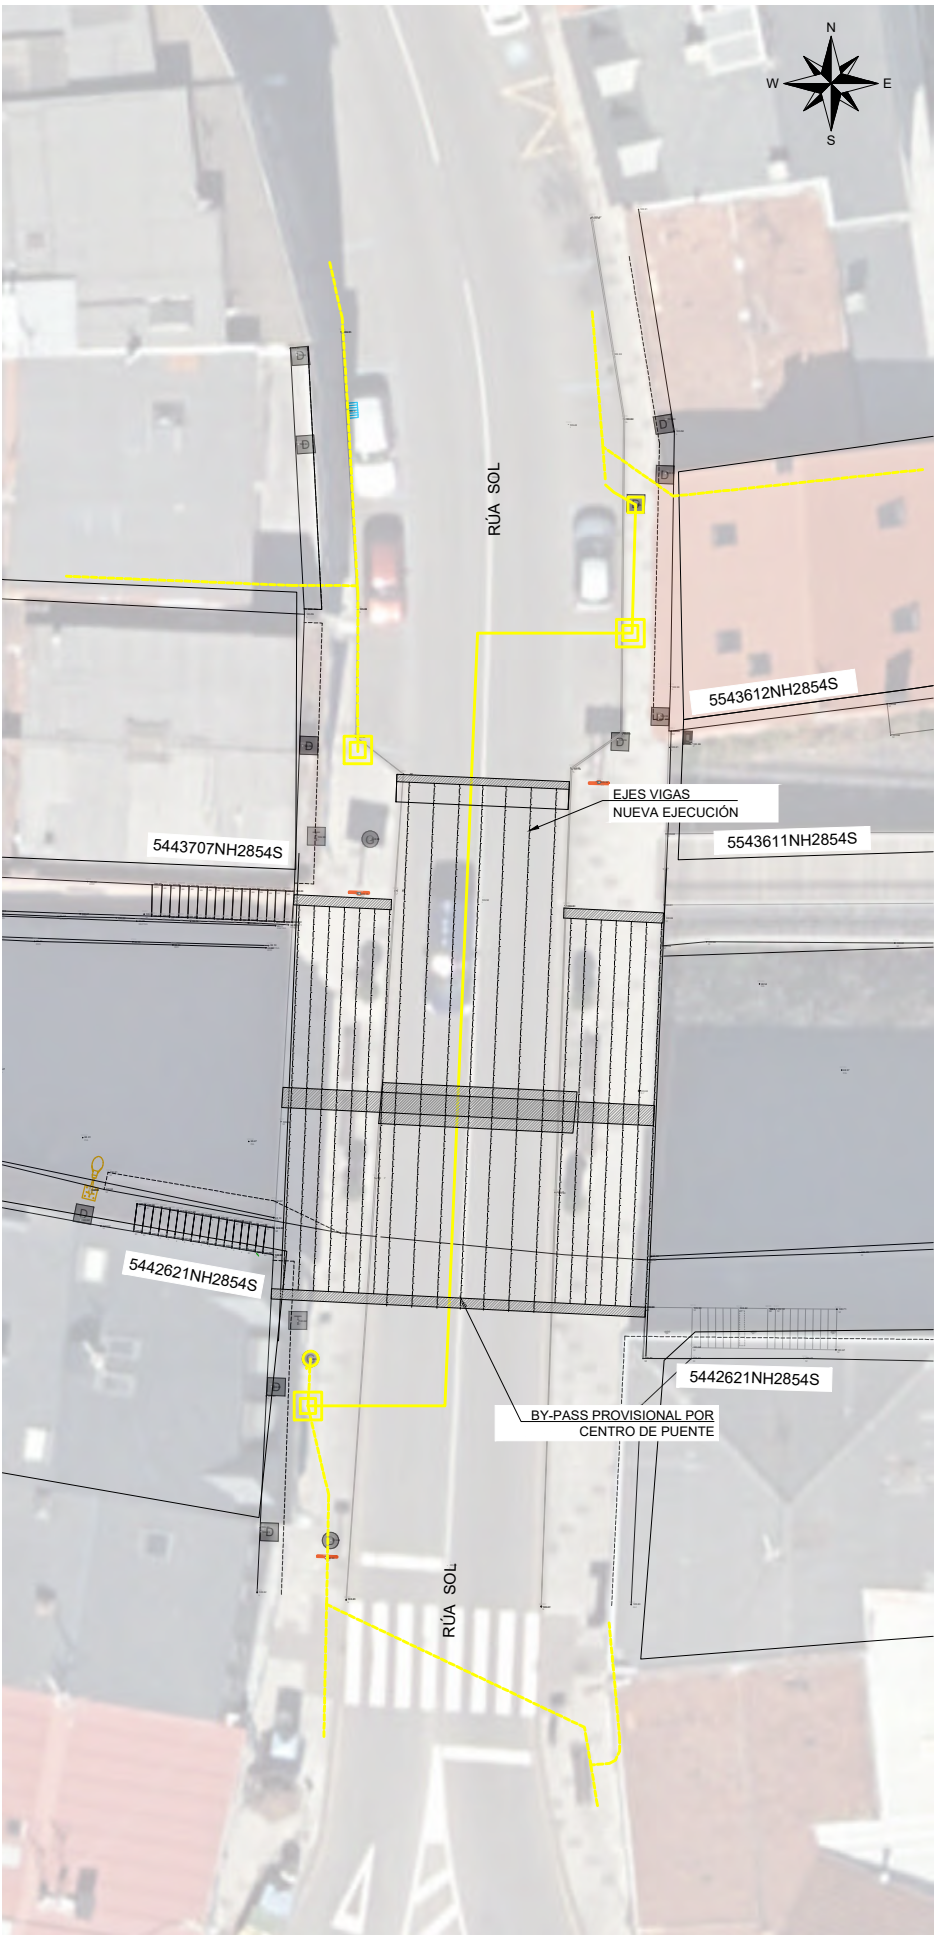 N
W E
S
RÚA SOL
5543612NH2854S
EJES VIGAS
NUEVA EJECUCIÓN
5543611NH2854S
5443707NH2854S
5442621NH2854S
5442621NH2854S
BY-PASS PROVISIONAL POR
CENTRO DE PUENTE
RÚA SOL